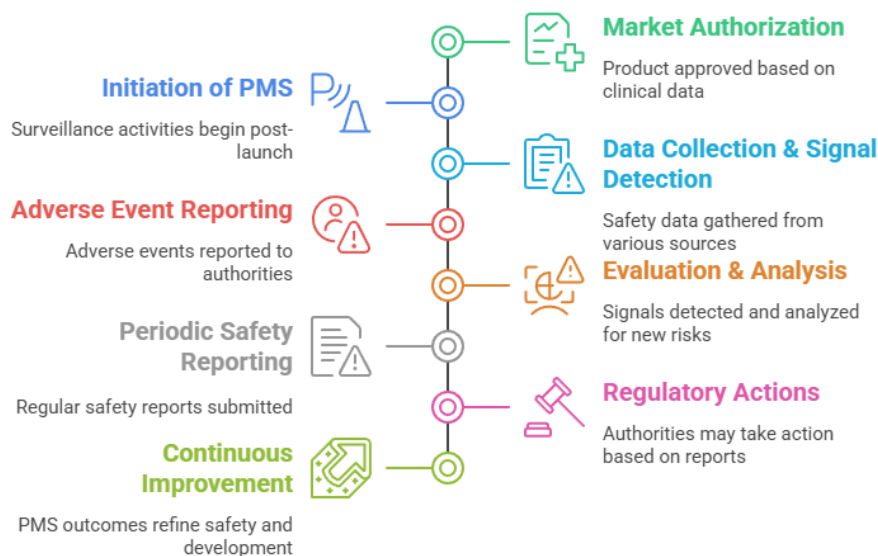 Market Authorization
Product approved based on
clinical data
Initiation of PMS
Surveillance activities begin post-
launch
Data Collection & Signal
Detection
Safety data gathered from
various sources
Adverse Event Reporting
Adverse events reported to
authorities
Evaluation & Analysis
Signals detected and analyzed
for new risks
Periodic Safety
Reporting
Regular safety reports submitted
Regulatory Actions
Authorities may take action
based on reports
Continuous
Improvement
PMS outcomes refine safety and
development